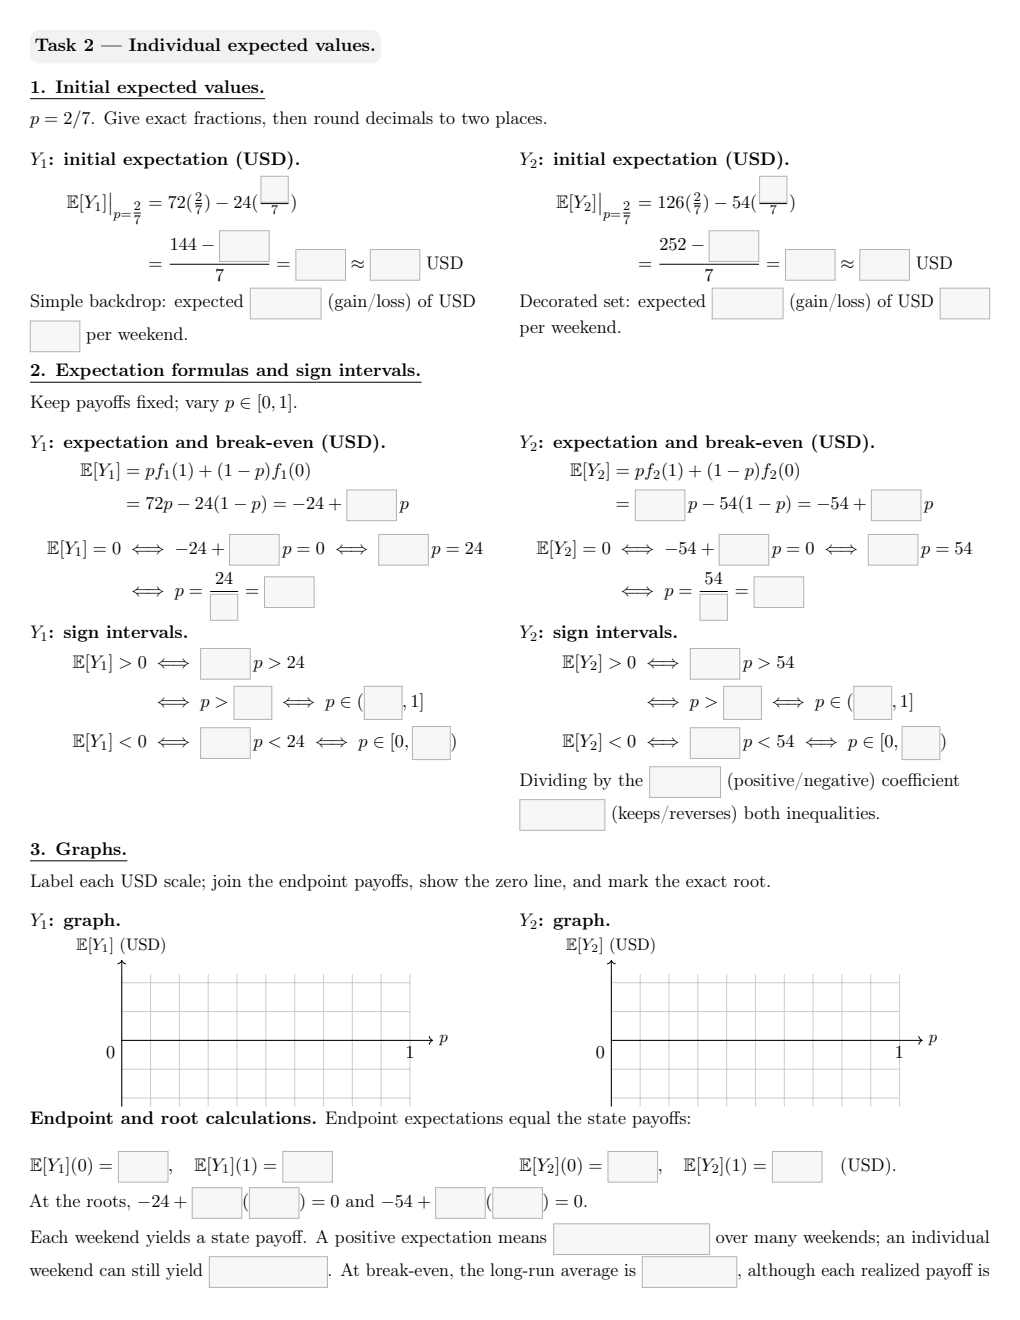 Task 2 — Individual expected values.
1. Initial expected values.
p = 2/7. Give exact fractions, then round decimals to two places.
Y₁: initial expectation (USD).
𝔼[Y₁]|ₚ₌₂/₇ = 72(2/7) − 24(□/7)
= (144 − □)/7 = □ ≈ □ USD
Simple backdrop: expected □ (gain/loss) of USD
□ per weekend.
Y₂: initial expectation (USD).
𝔼[Y₂]|ₚ₌₂/₇ = 126(2/7) − 54(□/7)
= (252 − □)/7 = □ ≈ □ USD
Decorated set: expected □ (gain/loss) of USD □
per weekend.
2. Expectation formulas and sign intervals.
Keep payoffs fixed; vary p ∈ [0, 1].
Y₁: expectation and break-even (USD).
𝔼[Y₁] = pf₁(1) + (1 − p)f₁(0)
= 72p − 24(1 − p) = −24 + □ p
𝔼[Y₁] = 0 ⟺ −24 + □ p = 0 ⟺ □ p = 24
⟺ p = 24/□ = □
Y₁: sign intervals.
𝔼[Y₁] > 0 ⟺ □ p > 24
⟺ p > □ ⟺ p ∈ (□, 1]
𝔼[Y₁] < 0 ⟺ □ p < 24 ⟺ p ∈ [0, □)
Y₂: expectation and break-even (USD).
𝔼[Y₂] = pf₂(1) + (1 − p)f₂(0)
= □ p − 54(1 − p) = −54 + □ p
𝔼[Y₂] = 0 ⟺ −54 + □ p = 0 ⟺ □ p = 54
⟺ p = 54/□ = □
Y₂: sign intervals.
𝔼[Y₂] > 0 ⟺ □ p > 54
⟺ p > □ ⟺ p ∈ (□, 1]
𝔼[Y₂] < 0 ⟺ □ p < 54 ⟺ p ∈ [0, □)
Dividing by the □ (positive/negative) coefficient
□ (keeps/reverses) both inequalities.
3. Graphs.
Label each USD scale; join the endpoint payoffs, show the zero line, and mark the exact root.
Y₁: graph.
𝔼[Y₁] (USD)
p
0 1
Y₂: graph.
𝔼[Y₂] (USD)
p
0 1
Endpoint and root calculations. Endpoint expectations equal the state payoffs:
𝔼[Y₁](0) = □, 𝔼[Y₁](1) = □ 𝔼[Y₂](0) = □, 𝔼[Y₂](1) = □ (USD).
At the roots, −24 + □(□) = 0 and −54 + □(□) = 0.
Each weekend yields a state payoff. A positive expectation means □ over many weekends; an individual
weekend can still yield □. At break-even, the long-run average is □, although each realized payoff is